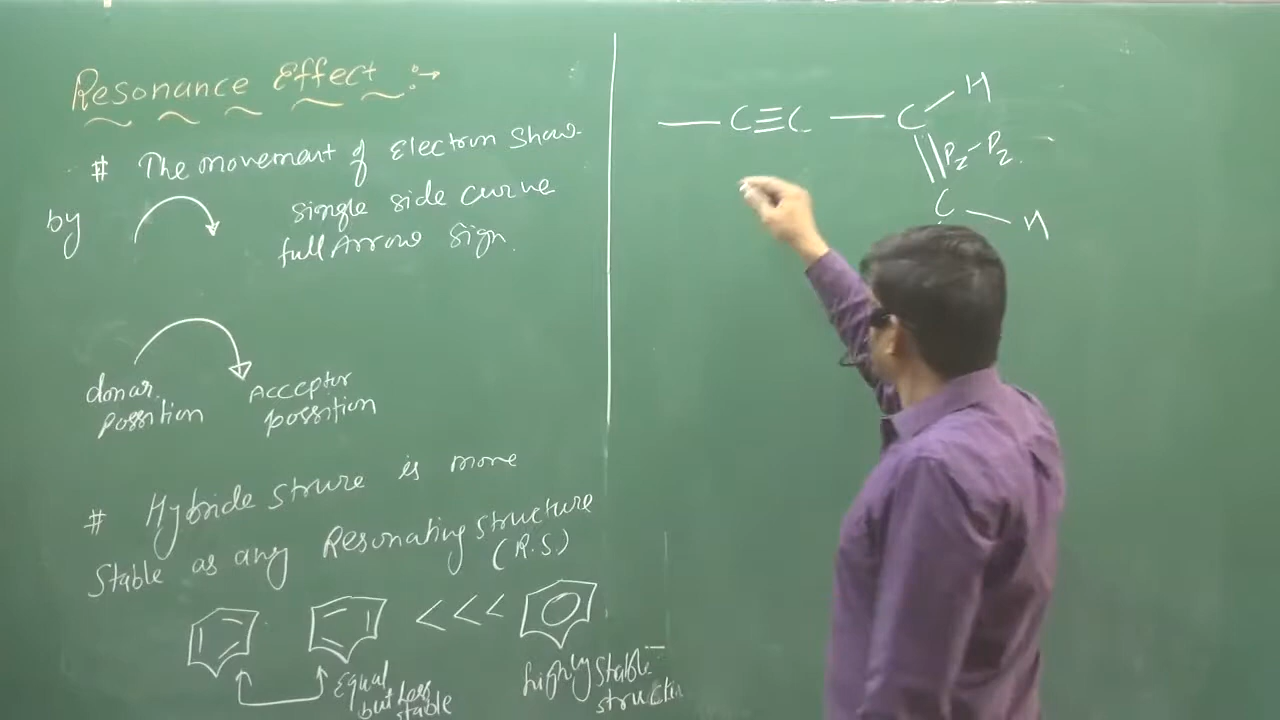 Resonance Effect :→
# The movement of Electron Show
by single side curve
full Arrow sign.
donar Acceptor
possition possition
# Hybride Strure is more
Stable as any Resonating structure
(R.S.)
<<<
Equal highly stable
but Less structure
stable
— C≡C — C — H
Pz-Pz
C — H